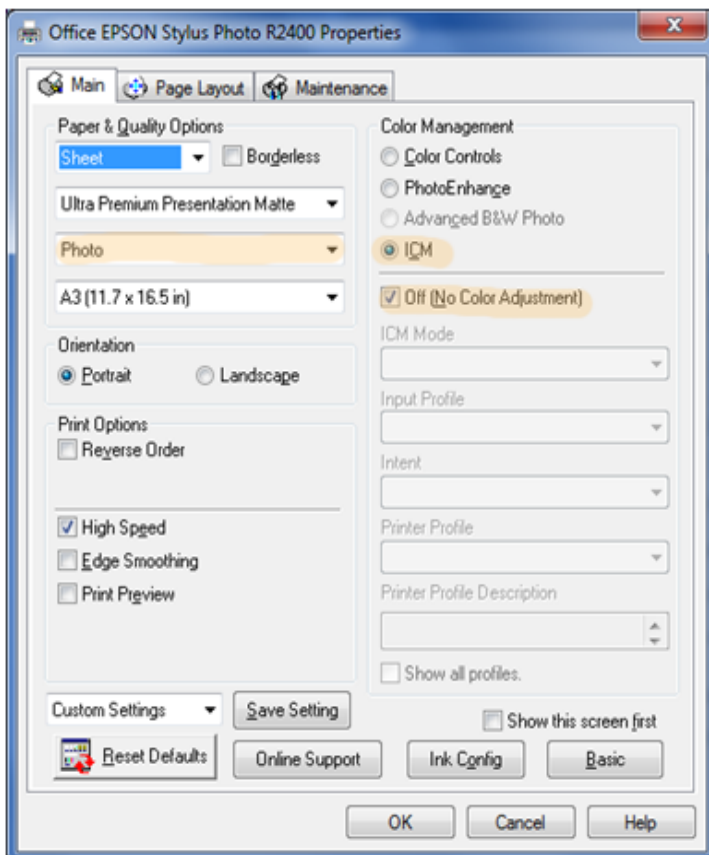 Office EPSON Stylus Photo R2400 Properties
Main
Page Layout
Maintenance
Paper & Quality Options
Sheet
Borderless
Ultra Premium Presentation Matte
Photo
A3 (11.7 x 16.5 in)
Orientation
Portrait
Landscape
Print Options
Reverse Order
High Speed
Edge Smoothing
Print Preview
Color Management
Color Controls
PhotoEnhance
Advanced B&W Photo
ICM
Off (No Color Adjustment)
ICM Mode
Input Profile
Intent
Printer Profile
Printer Profile Description
Show all profiles.
Custom Settings
Save Setting
Show this screen first
Reset Defaults
Online Support
Ink Config
Basic
OK
Cancel
Help